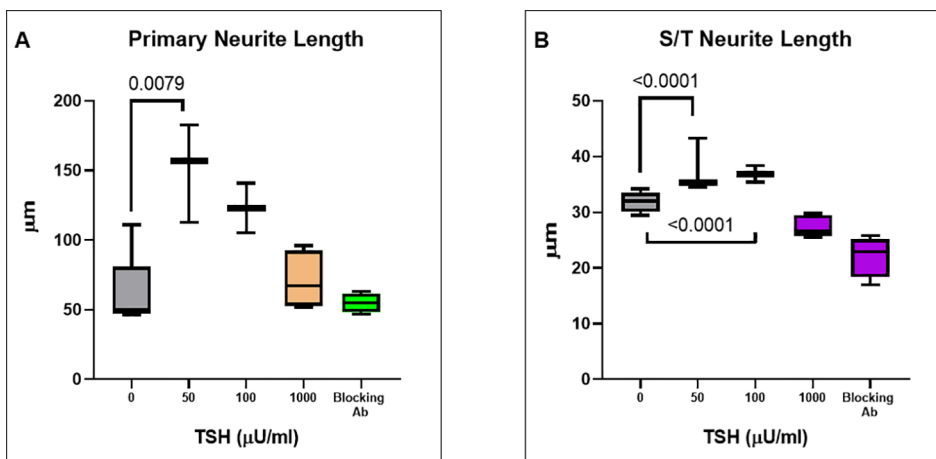 A
Primary Neurite Length
0.0079
200
150
100
50
0
μm
0
50
100
1000
Blocking
Ab
TSH (μU/ml)
B
S/T Neurite Length
<0.0001
50
40
30
<0.0001
20
10
0
μm
0
50
100
1000
Blocking
Ab
TSH (μU/ml)